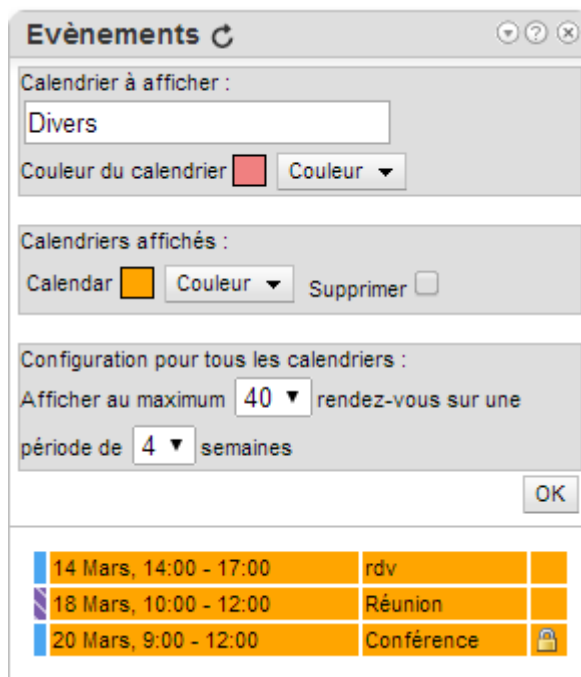 Evènements
Calendrier à afficher :
Divers
Couleur du calendrier Couleur
Calendriers affichés :
Calendar Couleur Supprimer
Configuration pour tous les calendriers :
Afficher au maximum 40 rendez-vous sur une
période de 4 semaines
OK
14 Mars, 14:00 - 17:00 rdv
18 Mars, 10:00 - 12:00 Réunion
20 Mars, 9:00 - 12:00 Conférence